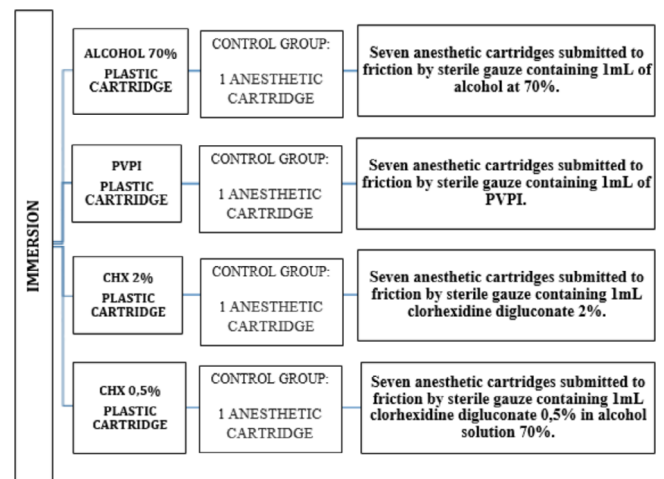 IMMERSION
ALCOHOL 70%
PLASTIC
CARTRIDGE
CONTROL GROUP:
1 ANESTHETIC
CARTRIDGE
Seven anesthetic cartridges submitted to
friction by sterile gauze containing 1mL of
alcohol at 70%.
PVPI
PLASTIC
CARTRIDGE
CONTROL GROUP:
1 ANESTHETIC
CARTRIDGE
Seven anesthetic cartridges submitted to
friction by sterile gauze containing 1mL of
PVPI.
CHX 2%
PLASTIC
CARTRIDGE
CONTROL GROUP:
1 ANESTHETIC
CARTRIDGE
Seven anesthetic cartridges submitted to
friction by sterile gauze containing 1mL
clorhexidine digluconate 2%.
CHX 0,5%
PLASTIC
CARTRIDGE
CONTROL GROUP:
1 ANESTHETIC
CARTRIDGE
Seven anesthetic cartridges submitted to
friction by sterile gauze containing 1mL
clorhexidine digluconate 0,5% in alcohol
solution 70%.